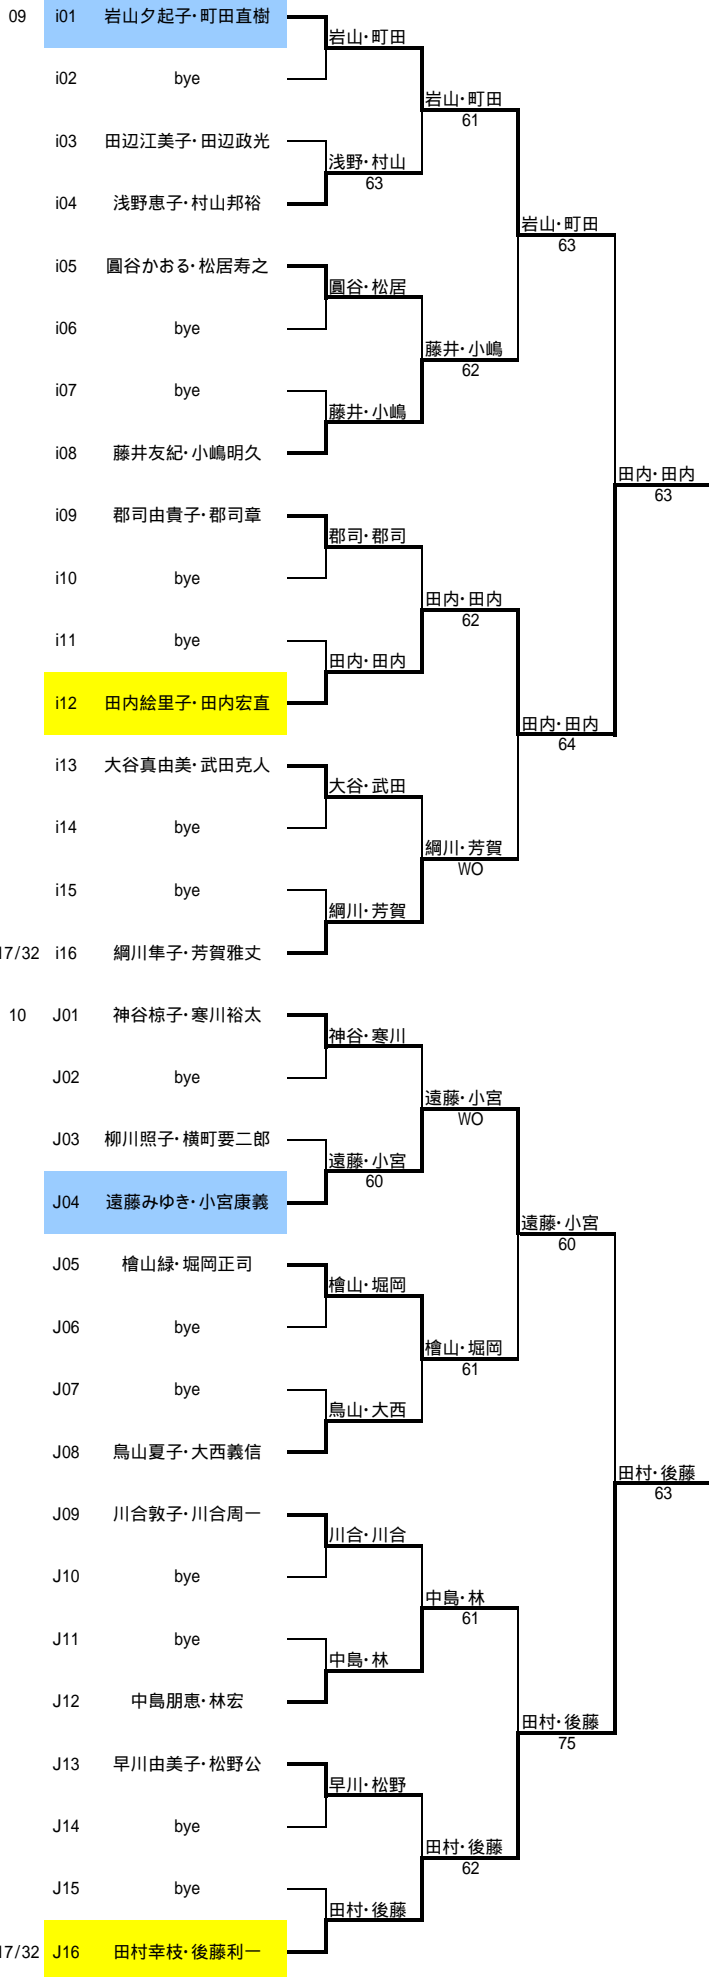 09 i01 岩山夕起子・町田直樹
岩山・町田
i02 bye
岩山・町田
61
i03 田辺江美子・田辺政光
浅野・村山
63
i04 浅野恵子・村山邦裕
岩山・町田
63
i05 圓谷かおる・松居寿之
圓谷・松居
i06 bye
藤井・小嶋
62
i07 bye
藤井・小嶋
i08 藤井友紀・小嶋明久
田内・田内
63
i09 郡司由貴子・郡司章
郡司・郡司
i10 bye
田内・田内
62
i11 bye
田内・田内
i12 田内絵里子・田内宏直
田内・田内
64
i13 大谷真由美・武田克人
大谷・武田
i14 bye
綱川・芳賀
WO
i15 bye
綱川・芳賀
17/32 i16 綱川隼子・芳賀雅丈
10 J01 神谷椋子・寒川裕太
神谷・寒川
J02 bye
遠藤・小宮
WO
J03 柳川照子・横町要二郎
遠藤・小宮
60
J04 遠藤みゆき・小宮康義
遠藤・小宮
60
J05 檜山緑・堀岡正司
檜山・堀岡
J06 bye
檜山・堀岡
61
J07 bye
鳥山・大西
J08 鳥山夏子・大西義信
田村・後藤
63
J09 川合敦子・川合周一
川合・川合
J10 bye
中島・林
61
J11 bye
中島・林
J12 中島朋恵・林宏
田村・後藤
75
J13 早川由美子・松野公
早川・松野
J14 bye
田村・後藤
62
J15 bye
田村・後藤
17/32 J16 田村幸枝・後藤利一